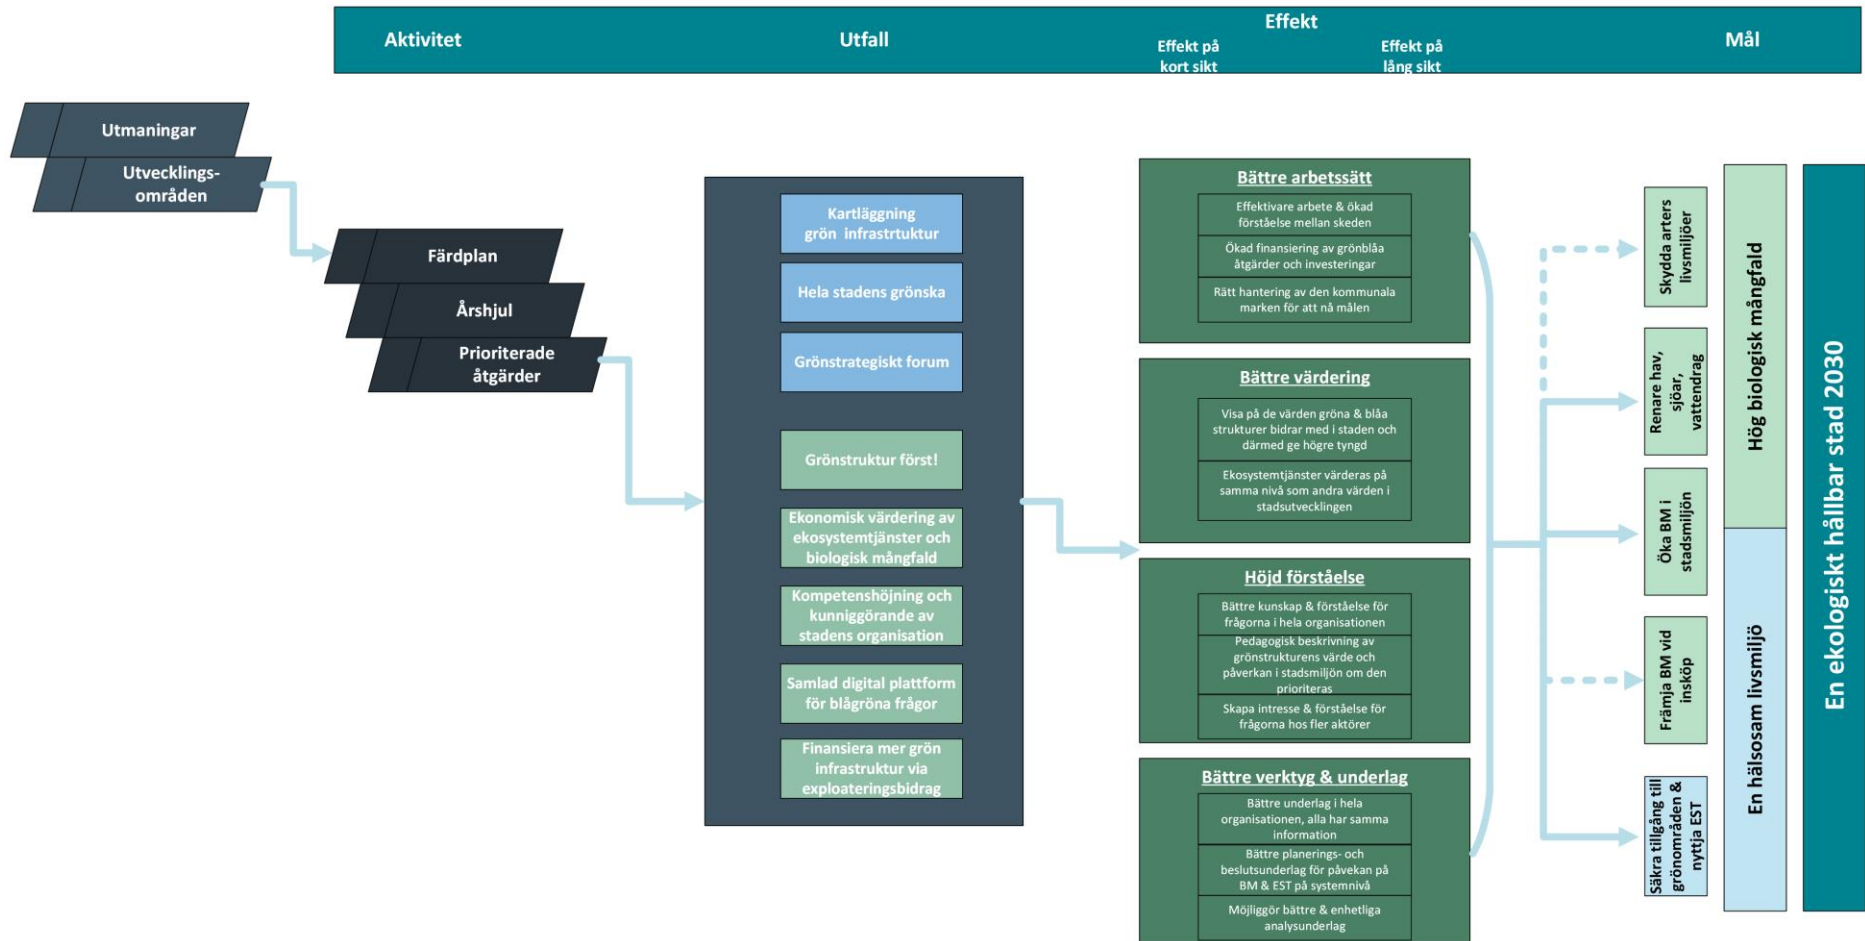 Aktivitet
Utfall
Effekt
Effekt på
kort sikt
Effekt på
lång sikt
Mål
Utmaningar
Utvecklings-
områden
Färdplan
Årshjul
Prioriterade
åtgärder
Kartläggning
grön infrastrtuktur
Hela stadens grönska
Grönstrategiskt forum
Grönstruktur först!
Ekonomisk värdering av
ekosystemtjänster och
biologisk mångfald
Kompetenshöjning och
kunniggörande av
stadens organisation
Samlad digital plattform
för blågröna frågor
Finansiera mer grön
infrastruktur via
exploateringsbidrag
Bättre arbetssätt
Effektivare arbete & ökad
förståelse mellan skeden
Ökad finansiering av grönblåa
åtgärder och investeringar
Rätt hantering av den kommunala
marken för att nå målen
Bättre värdering
Visa på de värden gröna & blåa
strukturer bidrar med i staden och
därmed ge högre tyngd
Ekosystemtjänster värderas på
samma nivå som andra värden i
stadsutvecklingen
Höjd förståelse
Bättre kunskap & förståelse för
frågorna i hela organisationen
Pedagogisk beskrivning av
grönstrukturens värde och
påverkan i stadsmiljön om den
prioriteras
Skapa intresse & förståelse för
frågorna hos fler aktörer
Bättre verktyg & underlag
Bättre underlag i hela
organisationen, alla har samma
information
Bättre planerings- och
beslutsunderlag för påvekan på
BM & EST på systemnivå
Möjliggör bättre & enhetliga
analysunderlag
Skydda arters
livsmiljöer
Renare hav,
sjöar,
vattendrag
Öka BM i
stadsmiljön
Främja BM vid
insköp
Säkra tillgång till
grönområden &
nyttja EST
Hög biologisk mångfald
En hälsosam livsmiljö
En ekologiskt hållbar stad 2030